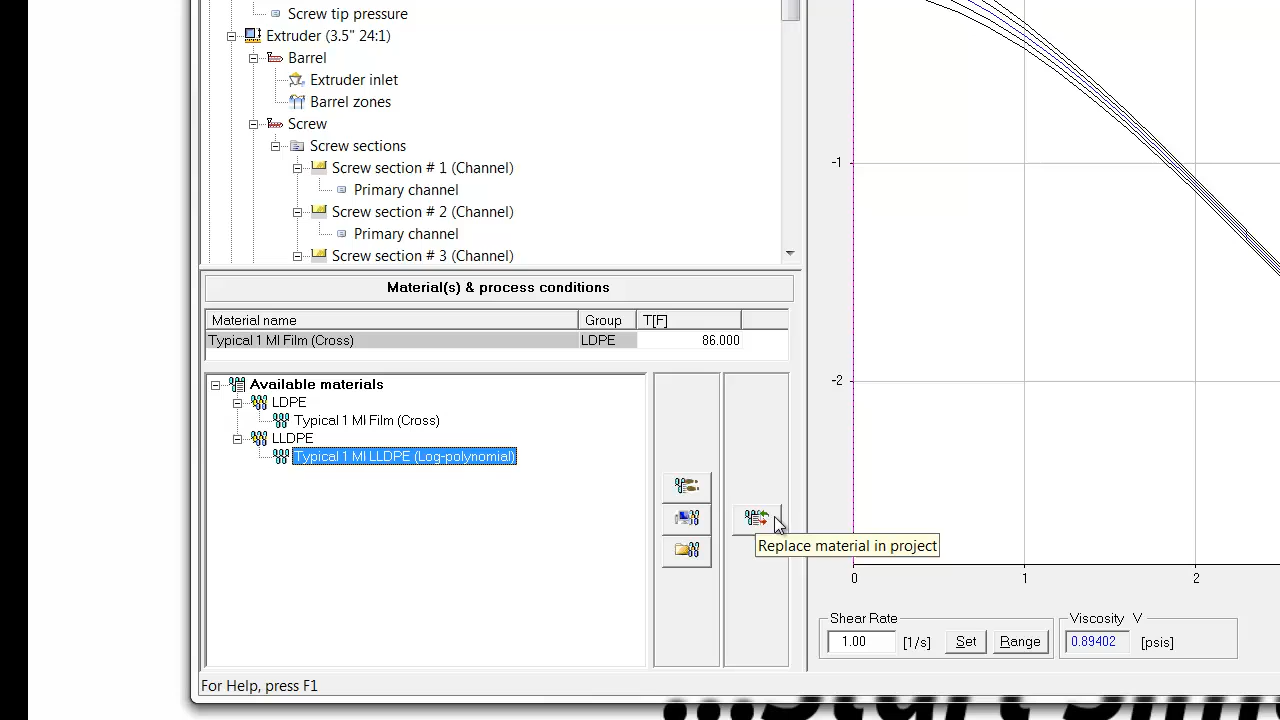 Screw tip pressure
Extruder (3.5" 24:1)
Barrel
Extruder inlet
Barrel zones
Screw
Screw sections
Screw section # 1 (Channel)
Primary channel
Screw section # 2 (Channel)
Primary channel
Screw section # 3 (Channel)
Material(s) & process conditions
Material name Group T[F]
Typical 1 MI Film (Cross) LDPE 86.000
Available materials
LDPE
Typical 1 MI Film (Cross)
LLDPE
Typical 1 MI LLDPE (Log-polynomial)
Replace material in project
-1
-2
0 1 2
Shear Rate
1.00 [1/s] Set Range
Viscosity V
0.89402 [psis]
For Help, press F1
...Start Sim